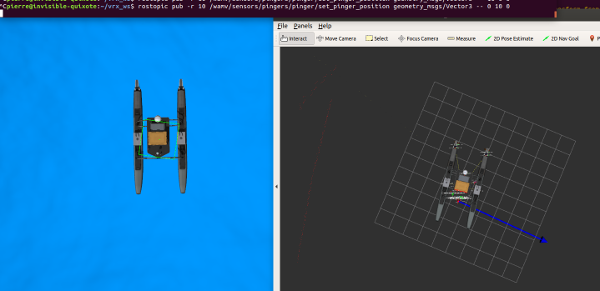 ^Cpierre@invisible-quixote:~/vrx_ws$ rostopic pub -r 10 /wamv/sensors/pingers/pinger/set_pinger_position geometry_msgs/Vector3 -- 0 10 0
File Panels Help
Interact Move Camera Select Focus Camera Measure 2D Pose Estimate 2D Nav Goal